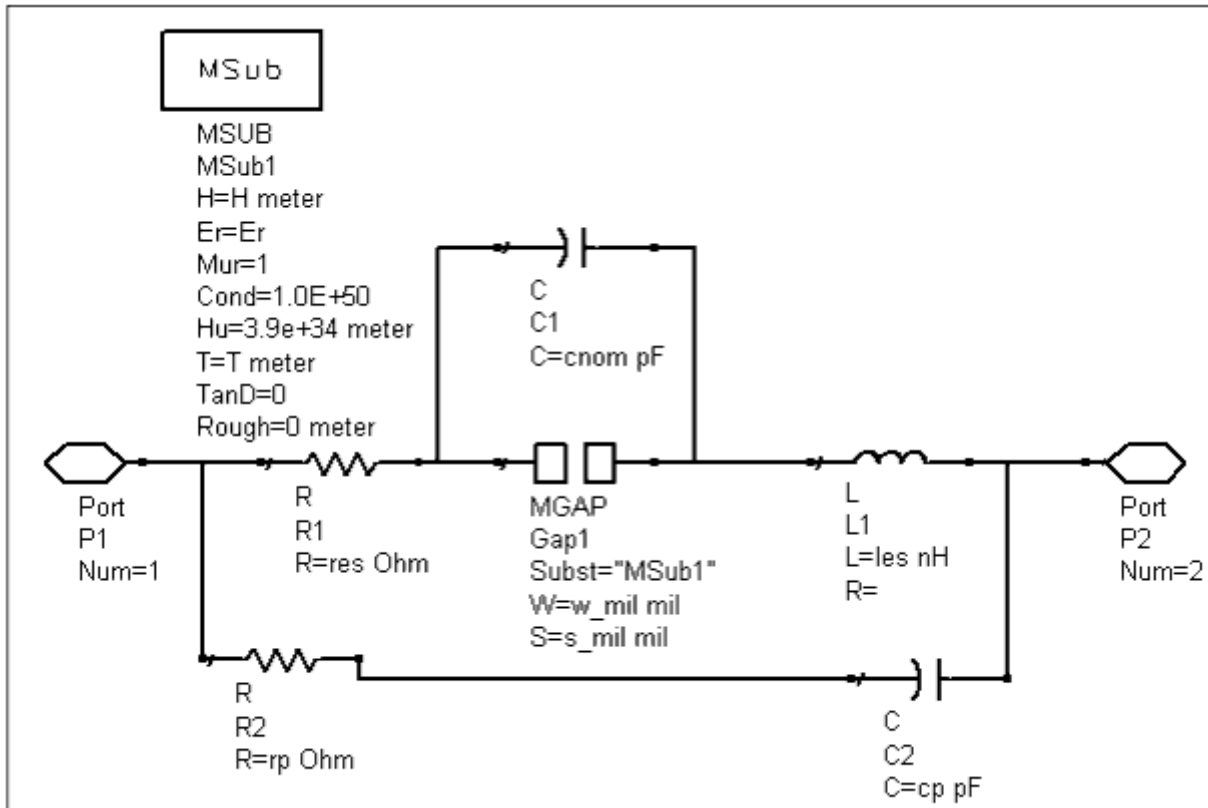 MSub
MSUB
MSub1
H=H meter
Er=Er
Mur=1
Cond=1.0E+50
Hu=3.9e+34 meter
T=T meter
TanD=0
Rough=0 meter
C
C1
C=cnom pF
Port
P1
Num=1
R
R1
R=res Ohm
MGAP
Gap1
Subst="MSub1"
W=w_mil mil
S=s_mil mil
L
L1
L=les nH
R=
Port
P2
Num=2
R
R2
R=rp Ohm
C
C2
C=cp pF